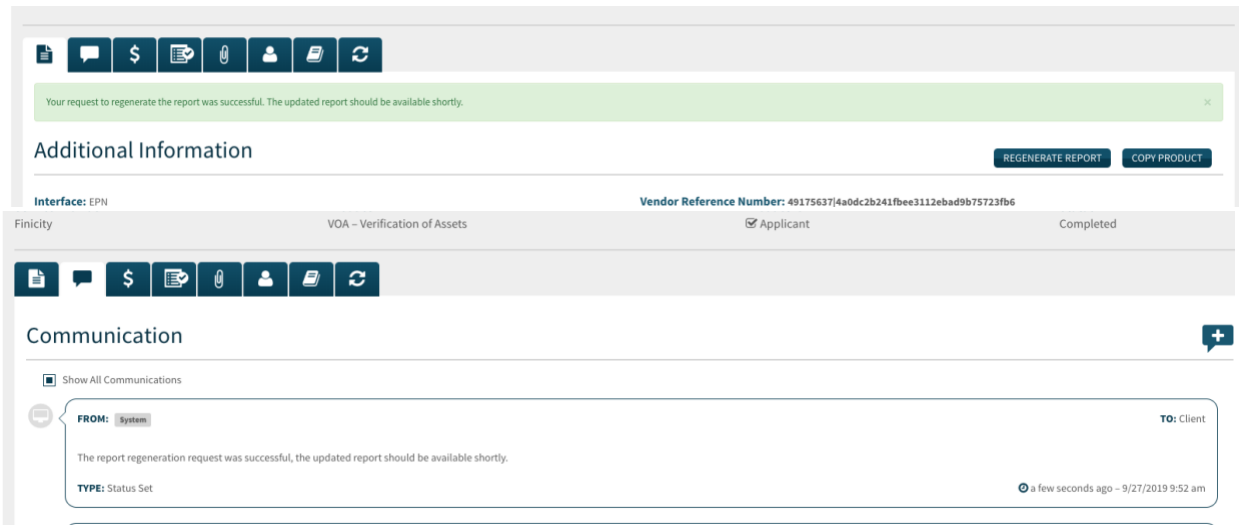 Your request to regenerate the report was successful. The updated report should be available shortly. ×
Additional Information
REGENERATE REPORT COPY PRODUCT
Interface: EPN Vendor Reference Number: 49175637|4a0dc2b241fbee3112ebad9b75723fb6
Finicity VOA – Verification of Assets Applicant Completed
Communication
Show All Communications
FROM: System TO: Client
The report regeneration request was successful, the updated report should be available shortly.
TYPE: Status Set a few seconds ago – 9/27/2019 9:52 am